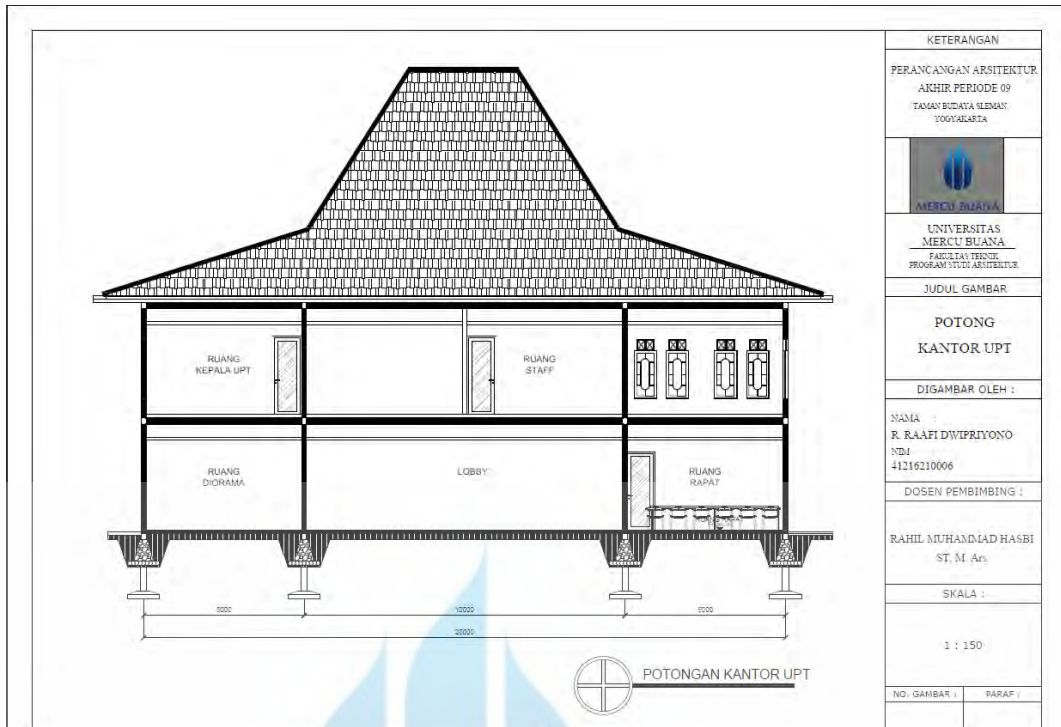 RUANG
KEPALA UPT
RUANG
STAFF
RUANG
DIORAMA
LOBBY
RUANG
RAPAT
5000
10000
5000
20000
POTONGAN KANTOR UPT
KETERANGAN
PERANCANGAN ARSITEKTUR
AKHIR PERIODE 09
TAMAN BUDAYA SLEMAN,
YOGYAKARTA
MERCU BUANA
UNIVERSITAS
MERCU BUANA
FAKULTAS TEKNIK
PROGRAM STUDI ARSITEKTUR
JUDUL GAMBAR
POTONG
KANTOR UPT
DIGAMBAR OLEH :
NAMA :
R. RAAFI DWIPRIYONO
NIM
41216210006
DOSEN PEMBIMBING :
RAHIL MUHAMMAD HASBI
ST, M. Ars
SKALA :
1 : 150
NO. GAMBAR :
PARAF :